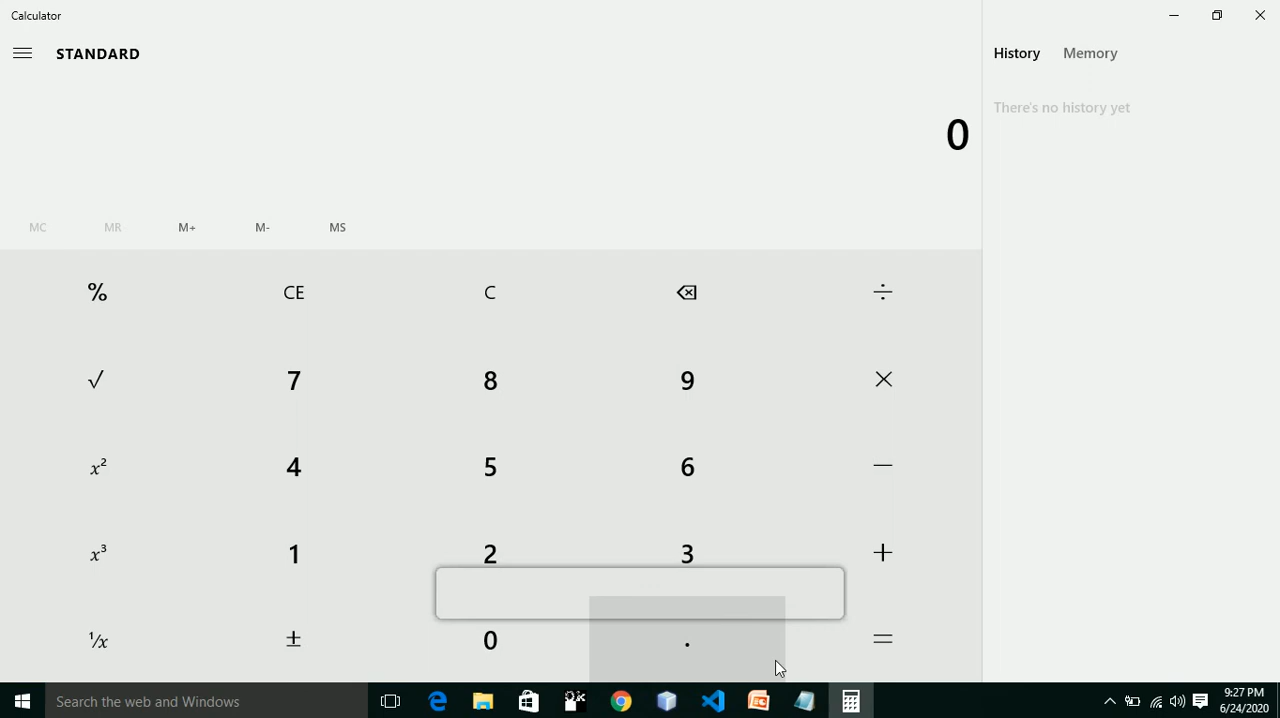 Calculator
STANDARD
History Memory
There's no history yet
0
MC MR M+ M- MS
% CE C ÷
√ 7 8 9 ×
x² 4 5 6 −
x³ 1 2 3 +
¹/x ± 0 . =
Search the web and Windows
9:27 PM
6/24/2020